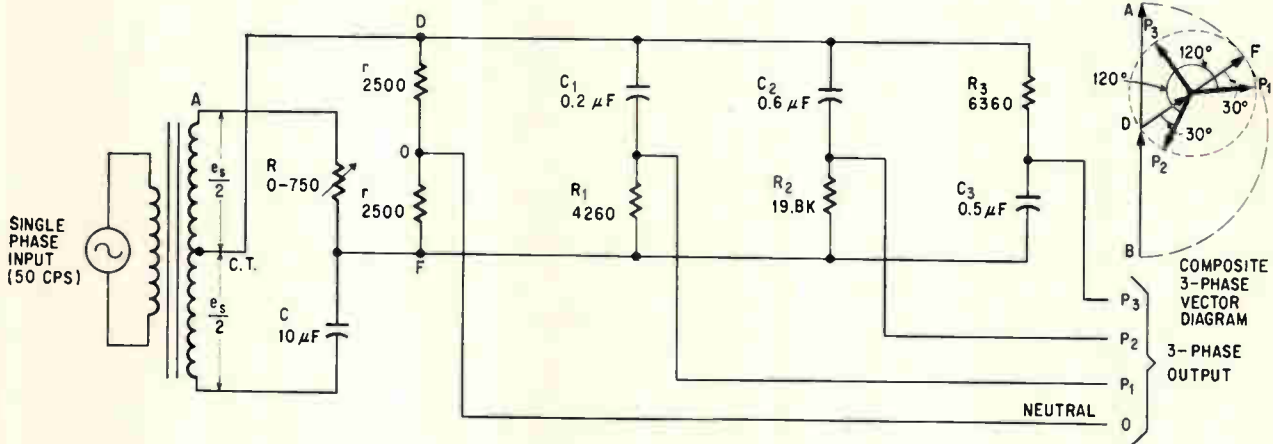 SINGLE
PHASE
INPUT
(50 CPS)
A
e_s
2
C.T.
e_s
2
R
0-750
C
10 μF
D
r
2500
O
r
2500
F
C₁
0.2 μF
R₁
4260
C₂
0.6 μF
R₂
19.8K
R₃
6360
C₃
0.5 μF
A
P₃
120°
F
P₁
120°
30°
D
30°
P₂
B
COMPOSITE
3-PHASE
VECTOR
DIAGRAM
P₃
P₂
P₁
NEUTRAL O
3-PHASE
OUTPUT